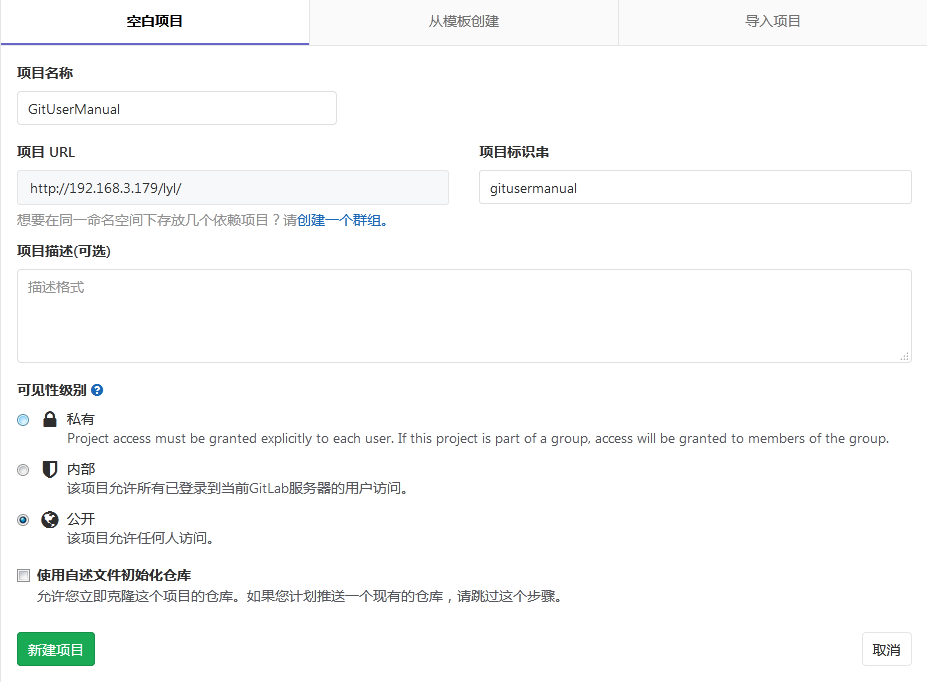 空白项目
从模板创建
导入项目
项目名称
GitUserManual
项目 URL
项目标识串
http://192.168.3.179/lyl/
gitusermanual
想要在同一命名空间下存放几个依赖项目？请创建一个群组。
项目描述(可选)
描述格式
可见性级别 ?
私有
Project access must be granted explicitly to each user. If this project is part of a group, access will be granted to members of the group.
内部
该项目允许所有已登录到当前GitLab服务器的用户访问。
公开
该项目允许任何人访问。
使用自述文件初始化仓库
允许您立即克隆这个项目的仓库。如果您计划推送一个现有的仓库，请跳过这个步骤。
新建项目
取消